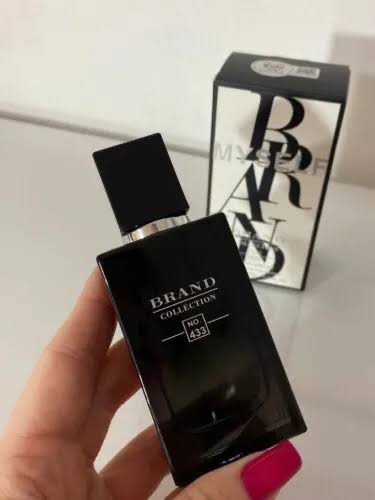 BRAND
COLLECTION
NO
433
BRAND
MYSELF